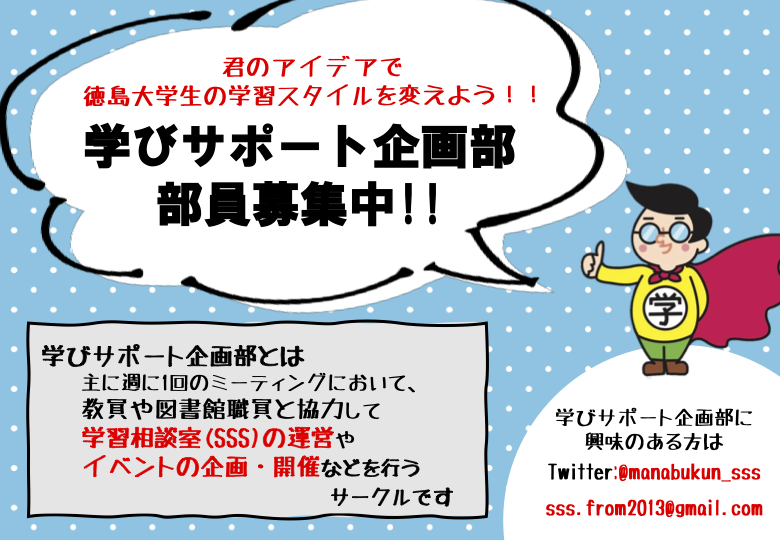 君のアイデアで
徳島大学生の学習スタイルを変えよう！！
学びサポート企画部
部員募集中!!
学
学びサポート企画部とは
主に週に1回のミーティングにおいて、
教員や図書館職員と協力して
学習相談室(SSS)の運営や
イベントの企画・開催などを行う
サークルです
学びサポート企画部に
興味のある方は
Twitter:@manabukun_sss
sss.from2013@gmail.com